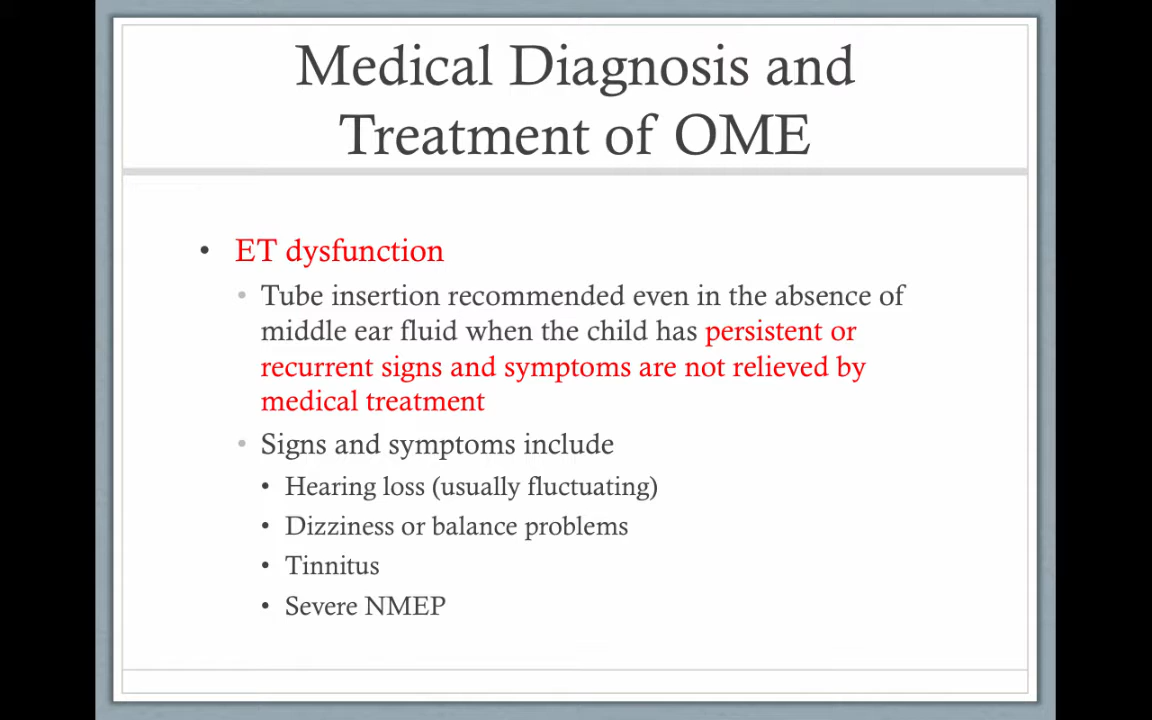 Medical Diagnosis and
Treatment of OME
• ET dysfunction
• Tube insertion recommended even in the absence of
middle ear fluid when the child has persistent or
recurrent signs and symptoms are not relieved by
medical treatment
• Signs and symptoms include
• Hearing loss (usually fluctuating)
• Dizziness or balance problems
• Tinnitus
• Severe NMEP